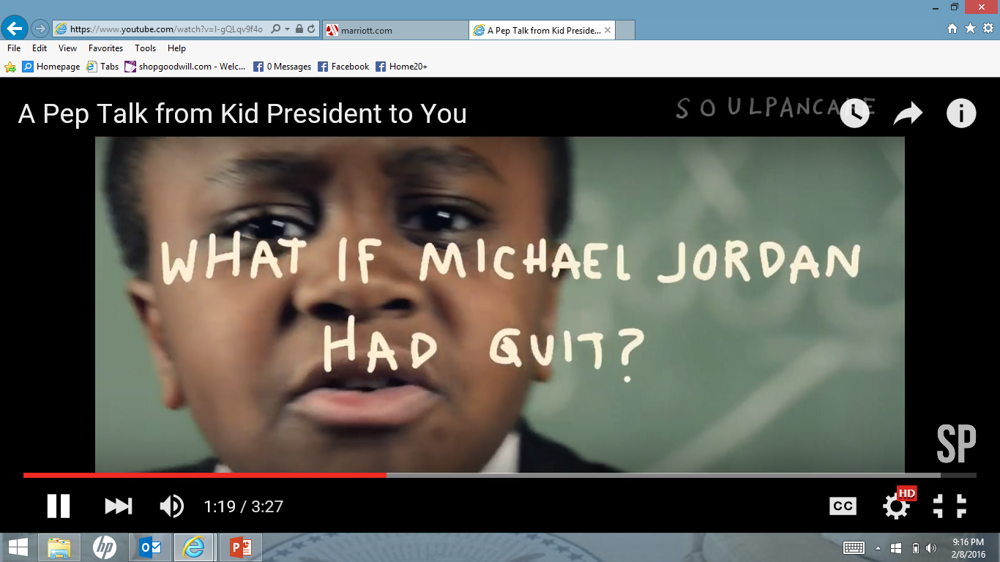 https://www.youtube.com/watch?v=I-gQLqv9f4o
marriott.com
A Pep Talk from Kid Preside...
File Edit View Favorites Tools Help
Homepage Tabs shopgoodwill.com - Welc... 0 Messages Facebook Home20+
A Pep Talk from Kid President to You
SOULPANCAKE
WHAT IF MICHAEL JORDAN
HAD QUIT?
SP
1:19 / 3:27
CC
HD
9:16 PM
2/8/2016